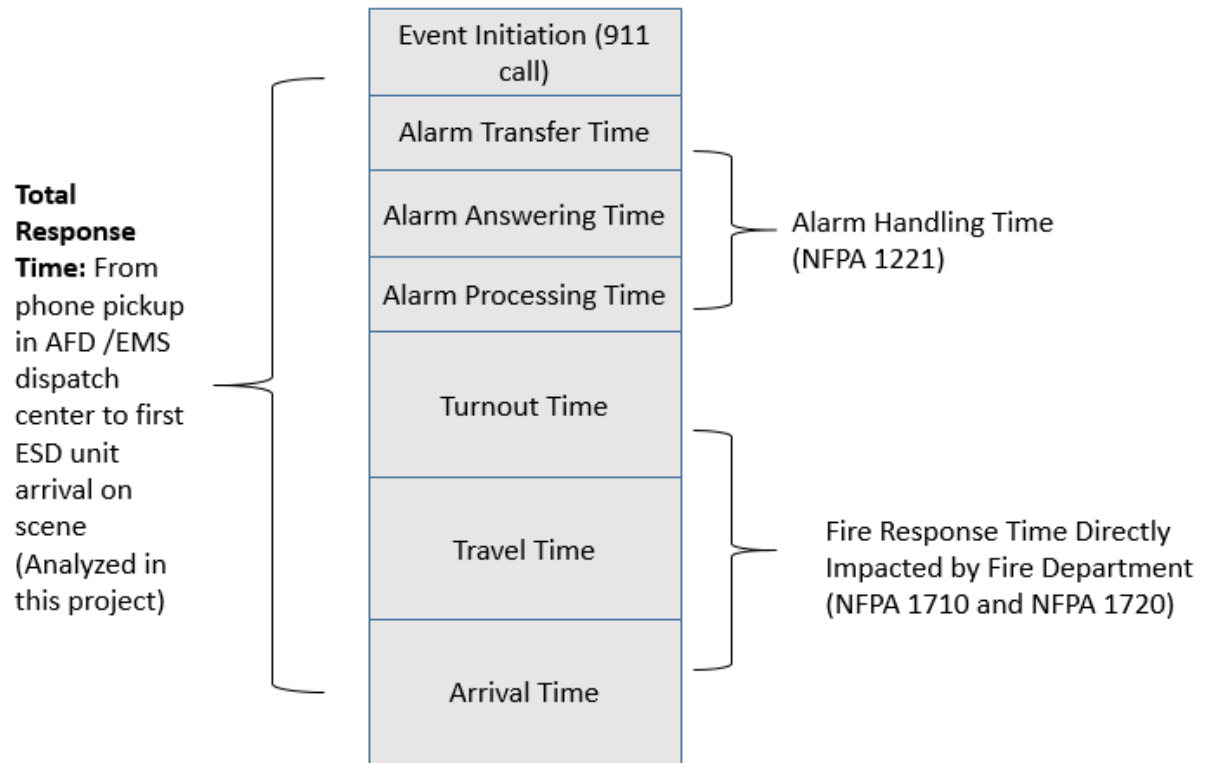 Event Initiation (911
call)
Alarm Transfer Time
Alarm Answering Time
Alarm Processing Time
Turnout Time
Travel Time
Arrival Time
Total
Response
Time: From
phone pickup
in AFD /EMS
dispatch
center to first
ESD unit
arrival on
scene
(Analyzed in
this project)
Alarm Handling Time
(NFPA 1221)
Fire Response Time Directly
Impacted by Fire Department
(NFPA 1710 and NFPA 1720)